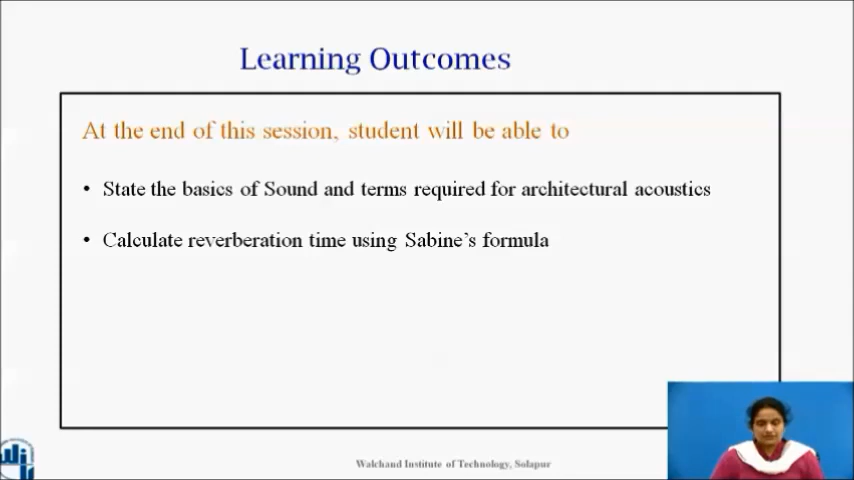 Learning Outcomes
At the end of this session, student will be able to
• State the basics of Sound and terms required for architectural acoustics
• Calculate reverberation time using Sabine's formula
Walchand Institute of Technology, Solapur